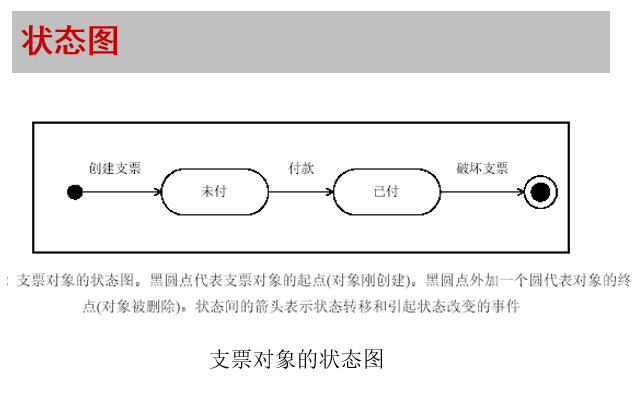 状态图
创建支票
付款
破坏支票
未付
已付
：支票对象的状态图。黑圆点代表支票对象的起点(对象刚创建)。黑圆点外加一个圆代表对象的终
点(对象被删除)。状态间的箭头表示状态转移和引起状态改变的事件
支票对象的状态图